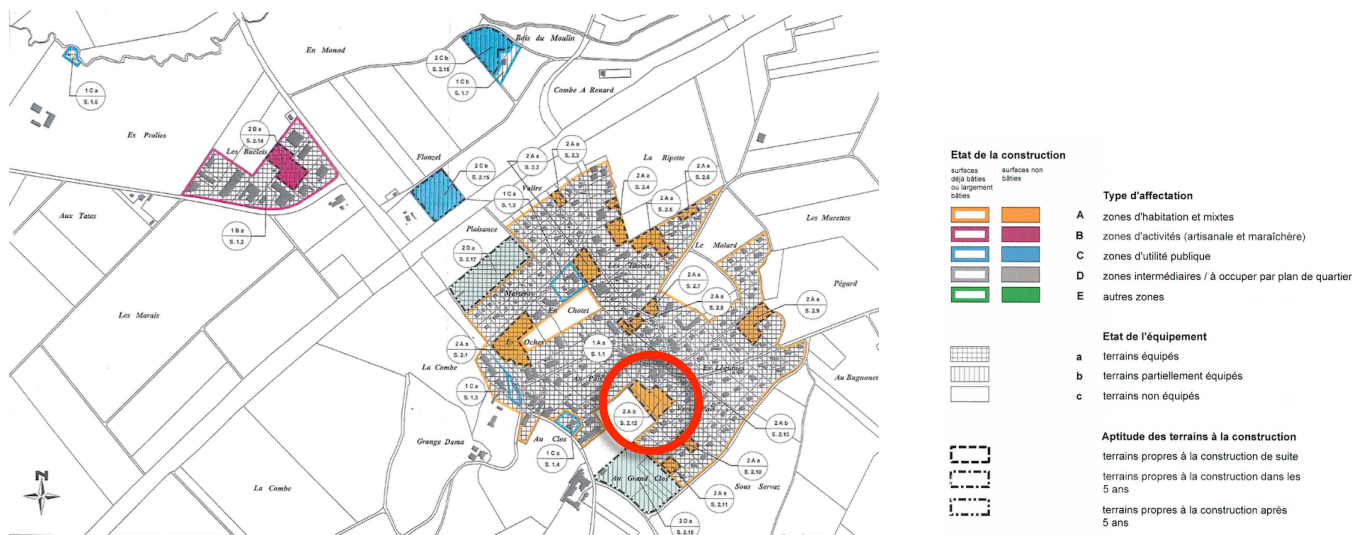 En Monod
Bois du Moulin
2 C b
S. 2.16
1 C b
S. 1.7
1 C a
S. 1.6
Combe A Renard
Es Pralies
2 B a
S. 2.14
Les Buclets
Flonzel
2 C b
S. 2.15
2 A a
S. 2.2
2 A a
S. 2.3
La Ripette
2 A a
S. 2.4
2 A a
S. 2.6
1 C a
S. 1.5
Valire
2 A a
S. 2.5
Aux Tates
Les Murettes
1 B a
S. 1.2
Plaisance
Le Molard
2 D a
S. 2.17
2 A a
S. 2.7
Pégard
En Chotet
2 A a
S. 2.8
2 A a
S. 2.9
Les Marais
Es Oches
2 A a
S. 2.1
1 A a
S. 1.1
La Combe
Au Bugnonet
1 C a
S. 1.3
2 A b
S. 2.12
2 A b
S. 2.13
Grange Dama
Au Clos
1 C a
S. 1.4
2 A a
S. 2.10
Au Grand Clos
Sous Servaz
2 A a
S. 2.11
N
La Combe
2 D a
S. 2.18
Etat de la construction
surfaces
déjà bâties
ou largement
bâties
surfaces non
bâties
Type d'affectation
A zones d'habitation et mixtes
B zones d'activités (artisanale et maraîchère)
C zones d'utilité publique
D zones intermédiaires / à occuper par plan de quartier
E autres zones
Etat de l'équipement
a terrains équipés
b terrains partiellement équipés
c terrains non équipés
Aptitude des terrains à la construction
terrains propres à la construction de suite
terrains propres à la construction dans les
5 ans
terrains propres à la construction après
5 ans